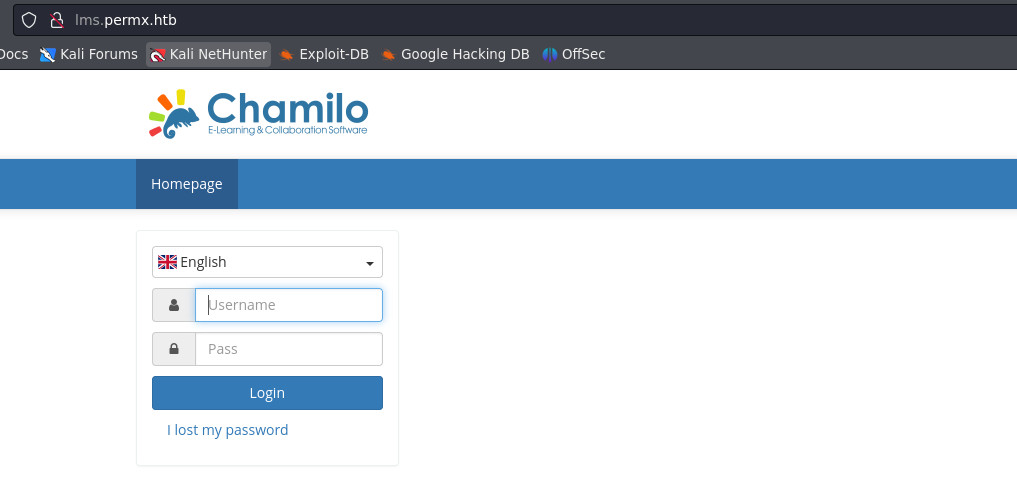 lms.permx.htb
Docs Kali Forums Kali NetHunter Exploit-DB Google Hacking DB OffSec
Chamilo
E-Learning & Collaboration Software
Homepage
English
Username
Pass
Login
I lost my password